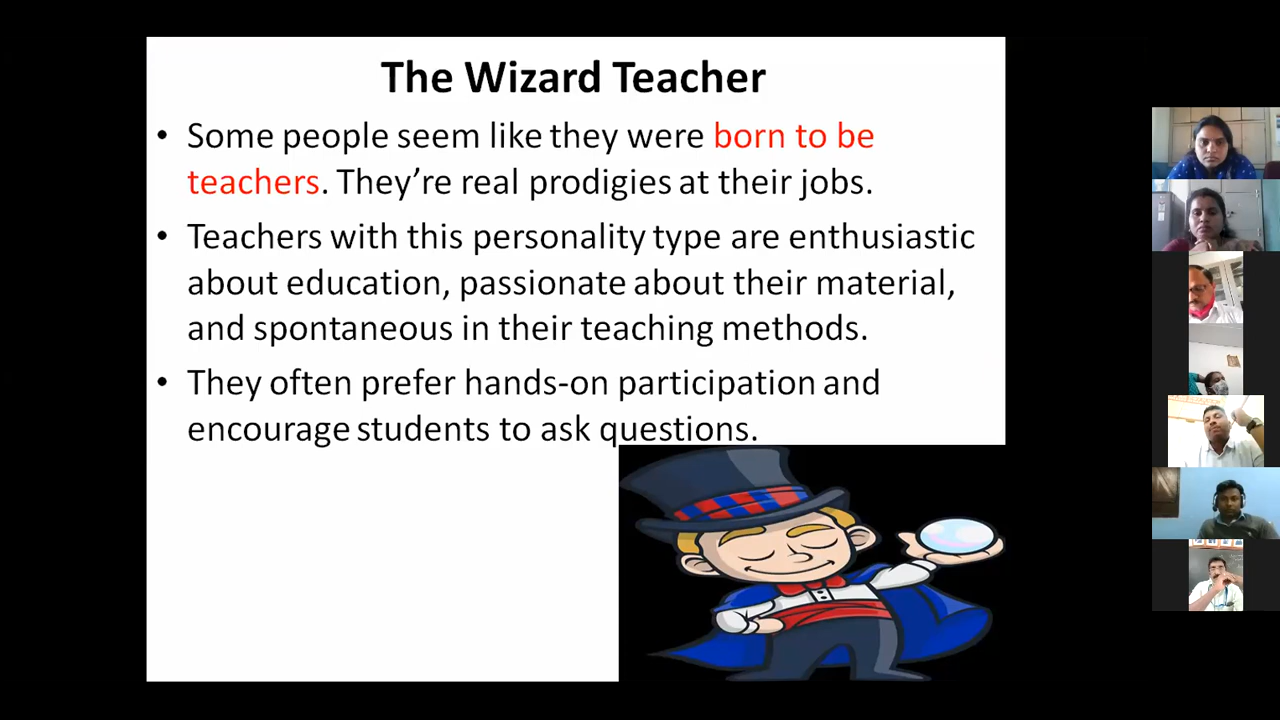 The Wizard Teacher
• Some people seem like they were born to be
teachers. They’re real prodigies at their jobs.
• Teachers with this personality type are enthusiastic
about education, passionate about their material,
and spontaneous in their teaching methods.
• They often prefer hands-on participation and
encourage students to ask questions.